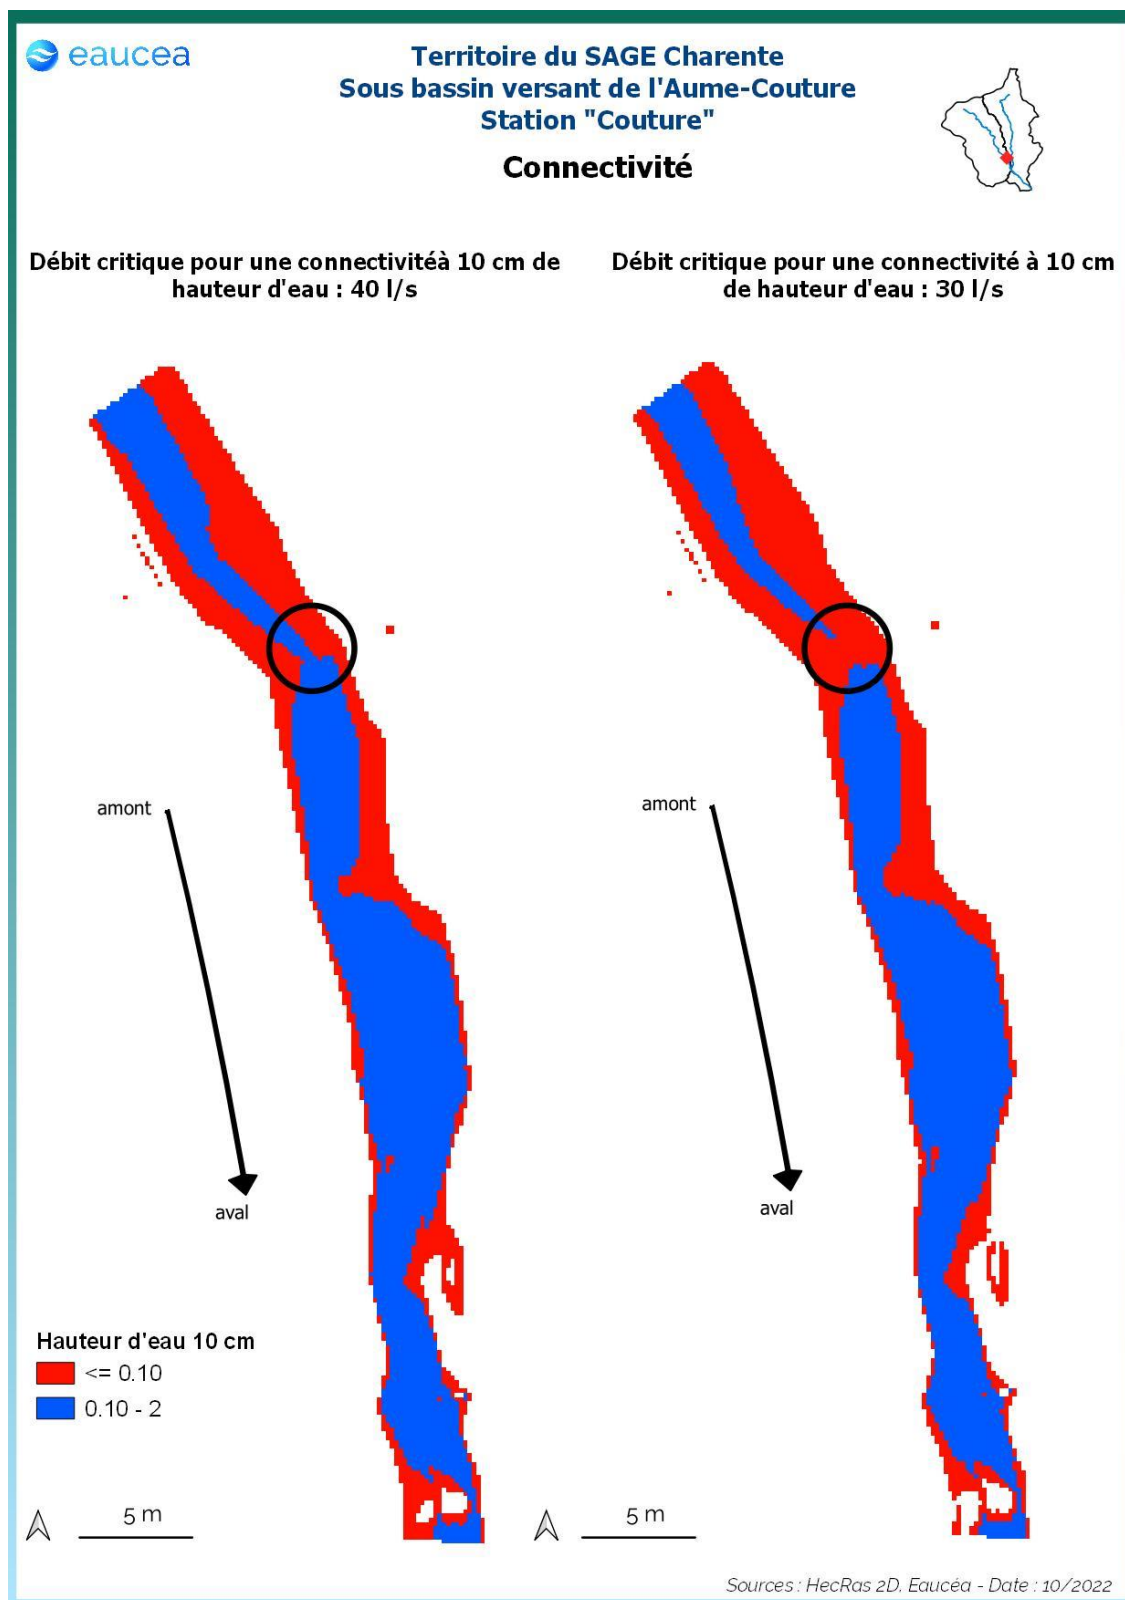 eaucea
Territoire du SAGE Charente
Sous bassin versant de l'Aume-Couture
Station "Couture"
Connectivité
Débit critique pour une connectivitéà 10 cm de
hauteur d'eau : 40 l/s
Débit critique pour une connectivité à 10 cm
de hauteur d'eau : 30 l/s
amont
amont
aval
aval
Hauteur d'eau 10 cm
<= 0.10
0.10 - 2
5 m
5 m
Sources : HecRas 2D, Eaucéa - Date : 10/2022